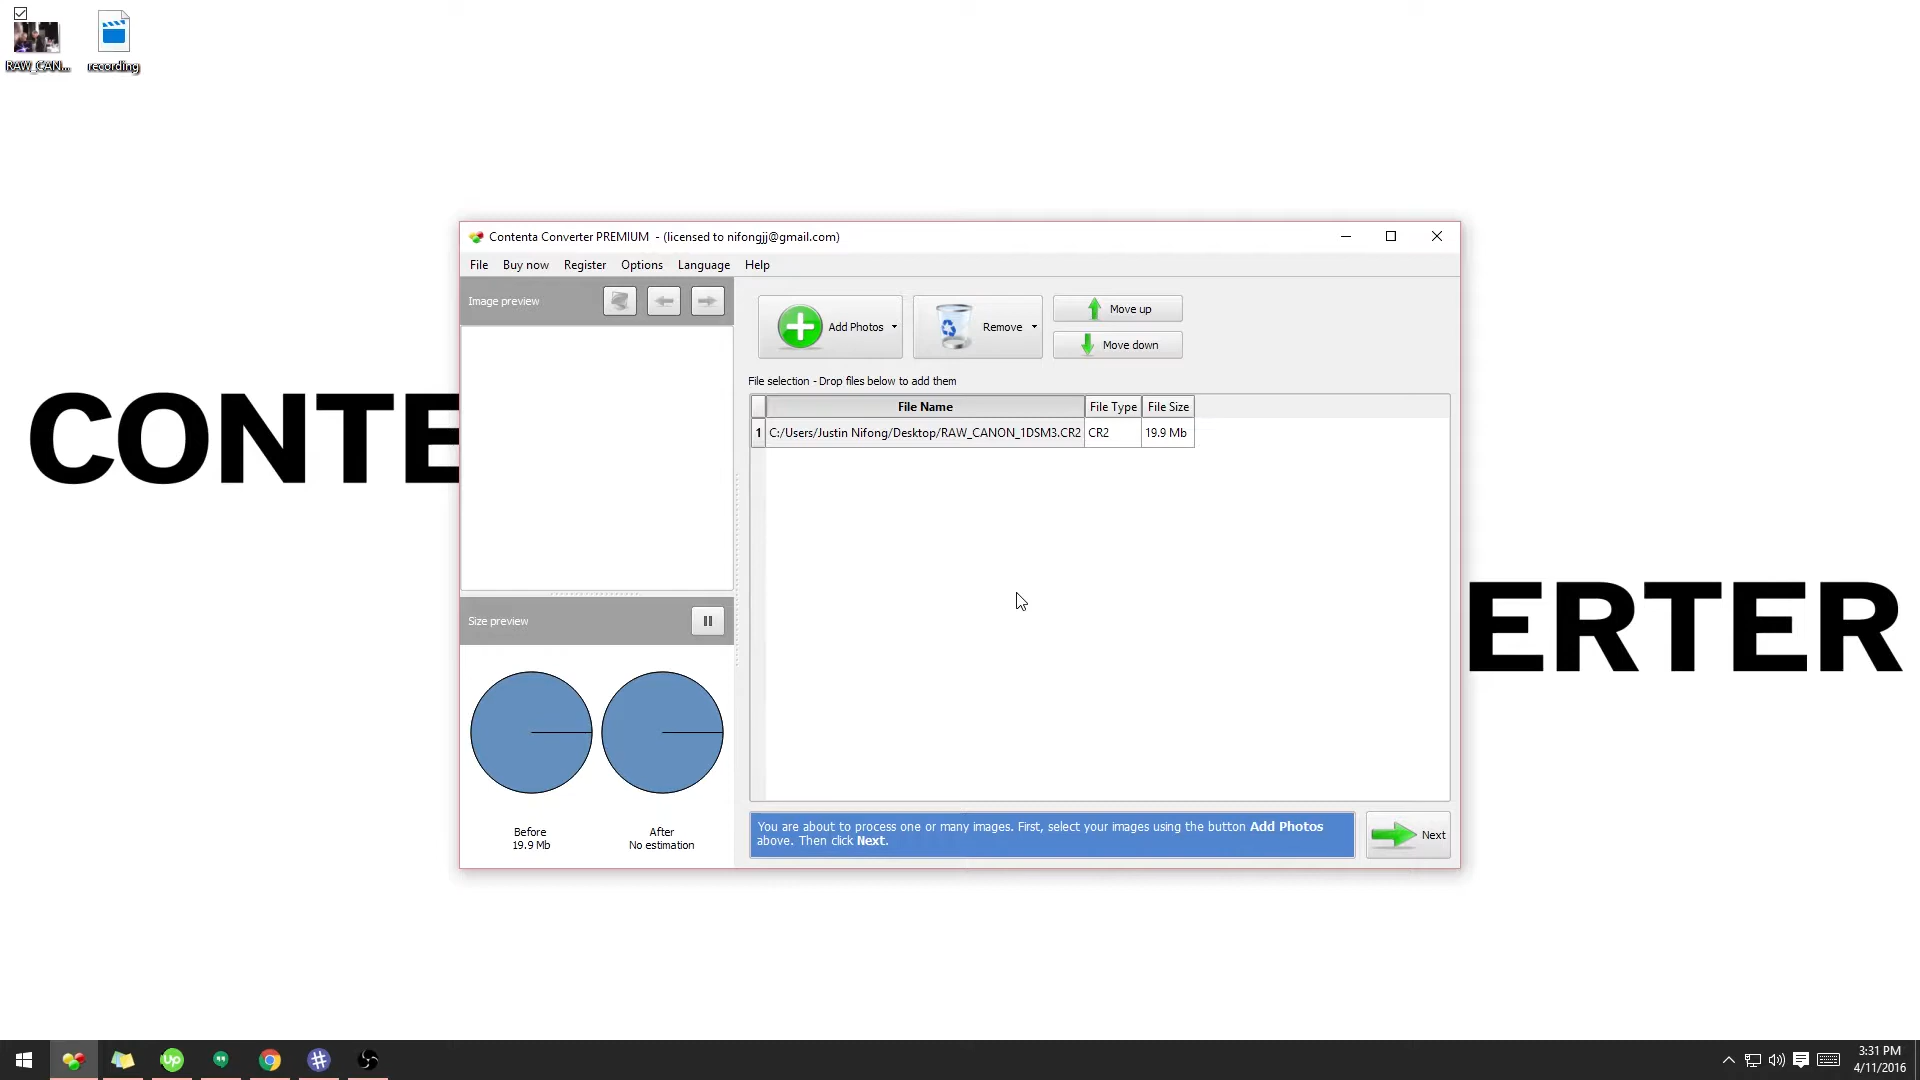 RAW_CAN...
recording
CONTE
ERTER
Contenta Converter PREMIUM - (licensed to nifongjj@gmail.com)
File Buy now Register Options Language Help
Image preview
Add Photos
Remove
Move up
Move down
File selection - Drop files below to add them
File Name File Type File Size
1 C:/Users/Justin Nifong/Desktop/RAW_CANON_1DSM3.CR2 CR2 19.9 Mb
Size preview
Before
19.9 Mb
After
No estimation
You are about to process one or many images. First, select your images using the button Add Photos
above. Then click Next.
Next
up
3:31 PM
4/11/2016